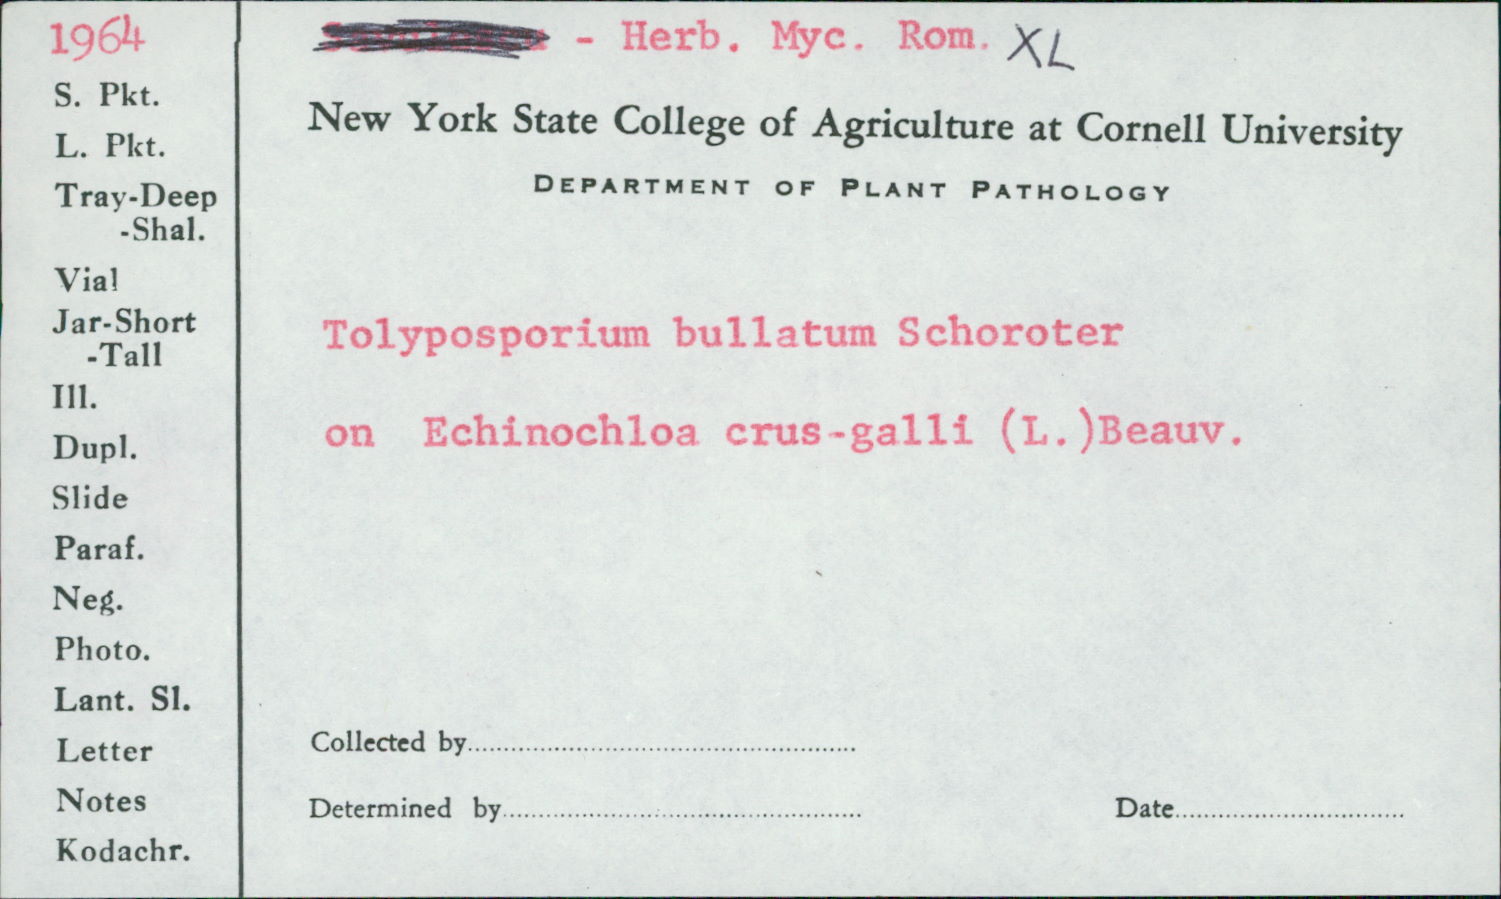 1964
- Herb. Myc. Rom. XL
S. Pkt.
L. Pkt.
Tray-Deep
-Shal.
Vial
Jar-Short
-Tall
Ill.
Dupl.
Slide
Paraf.
Neg.
Photo.
Lant. Sl.
Letter
Notes
Kodachr.
New York State College of Agriculture at Cornell University
DEPARTMENT OF PLANT PATHOLOGY
Tolyposporium bullatum Schoroter
on Echinochloa crus-galli (L.)Beauv.
Collected by
Determined by
Date